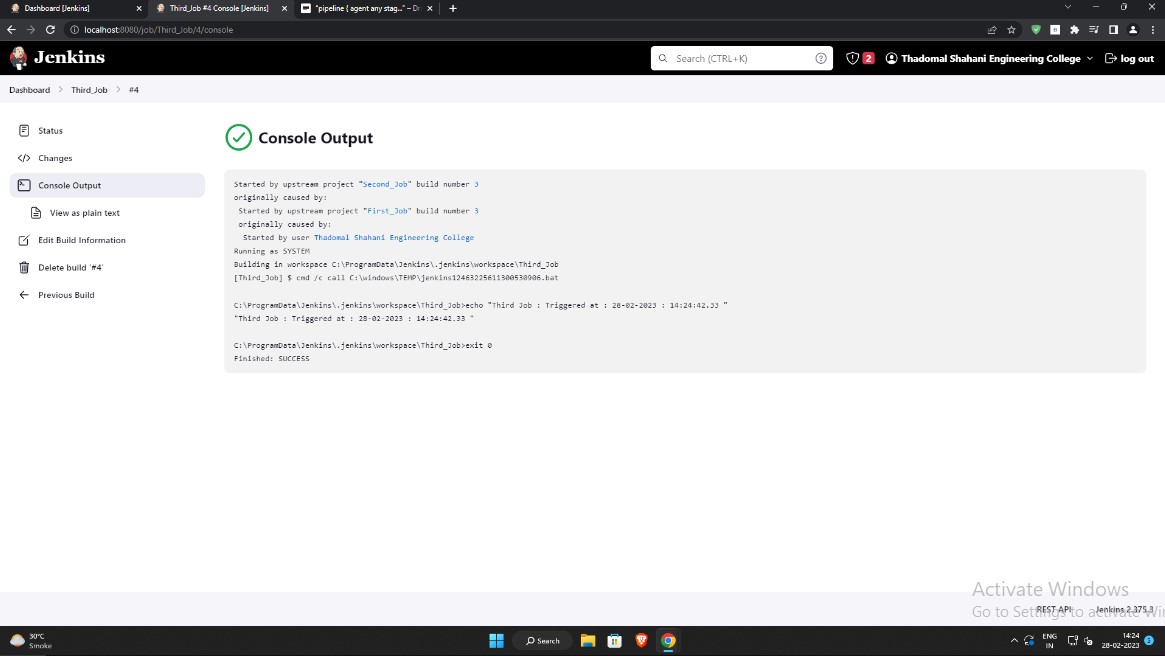 Dashboard [Jenkins]
Third_Job #4 Console [Jenkins]
"pipeline { agent any stag..." – Dr
localhost:8080/job/Third_Job/4/console
Jenkins
Search (CTRL+K)
2
Thadomal Shahani Engineering College
log out
Dashboard
Third_Job
#4
Status
Changes
Console Output
View as plain text
Edit Build Information
Delete build '#4'
Previous Build
Console Output
Started by upstream project "Second_Job" build number 3
originally caused by:
Started by upstream project "First_Job" build number 3
originally caused by:
Started by user Thadomal Shahani Engineering College
Running as SYSTEM
Building in workspace C:\ProgramData\Jenkins\.jenkins\workspace\Third_Job
[Third_Job] $ cmd /c call C:\windows\TEMP\jenkins12463225611300530906.bat
C:\ProgramData\Jenkins\.jenkins\workspace\Third_Job>echo "Third Job : Triggered at : 28-02-2023 : 14:24:42.33 "
"Third Job : Triggered at : 28-02-2023 : 14:24:42.33 "
C:\ProgramData\Jenkins\.jenkins\workspace\Third_Job>exit 0
Finished: SUCCESS
Activate Windows
Go to Settings to activate Wi
REST API
Jenkins 2.375.3
30°C
Smoke
Search
ENG
IN
14:24
28-02-2023
1